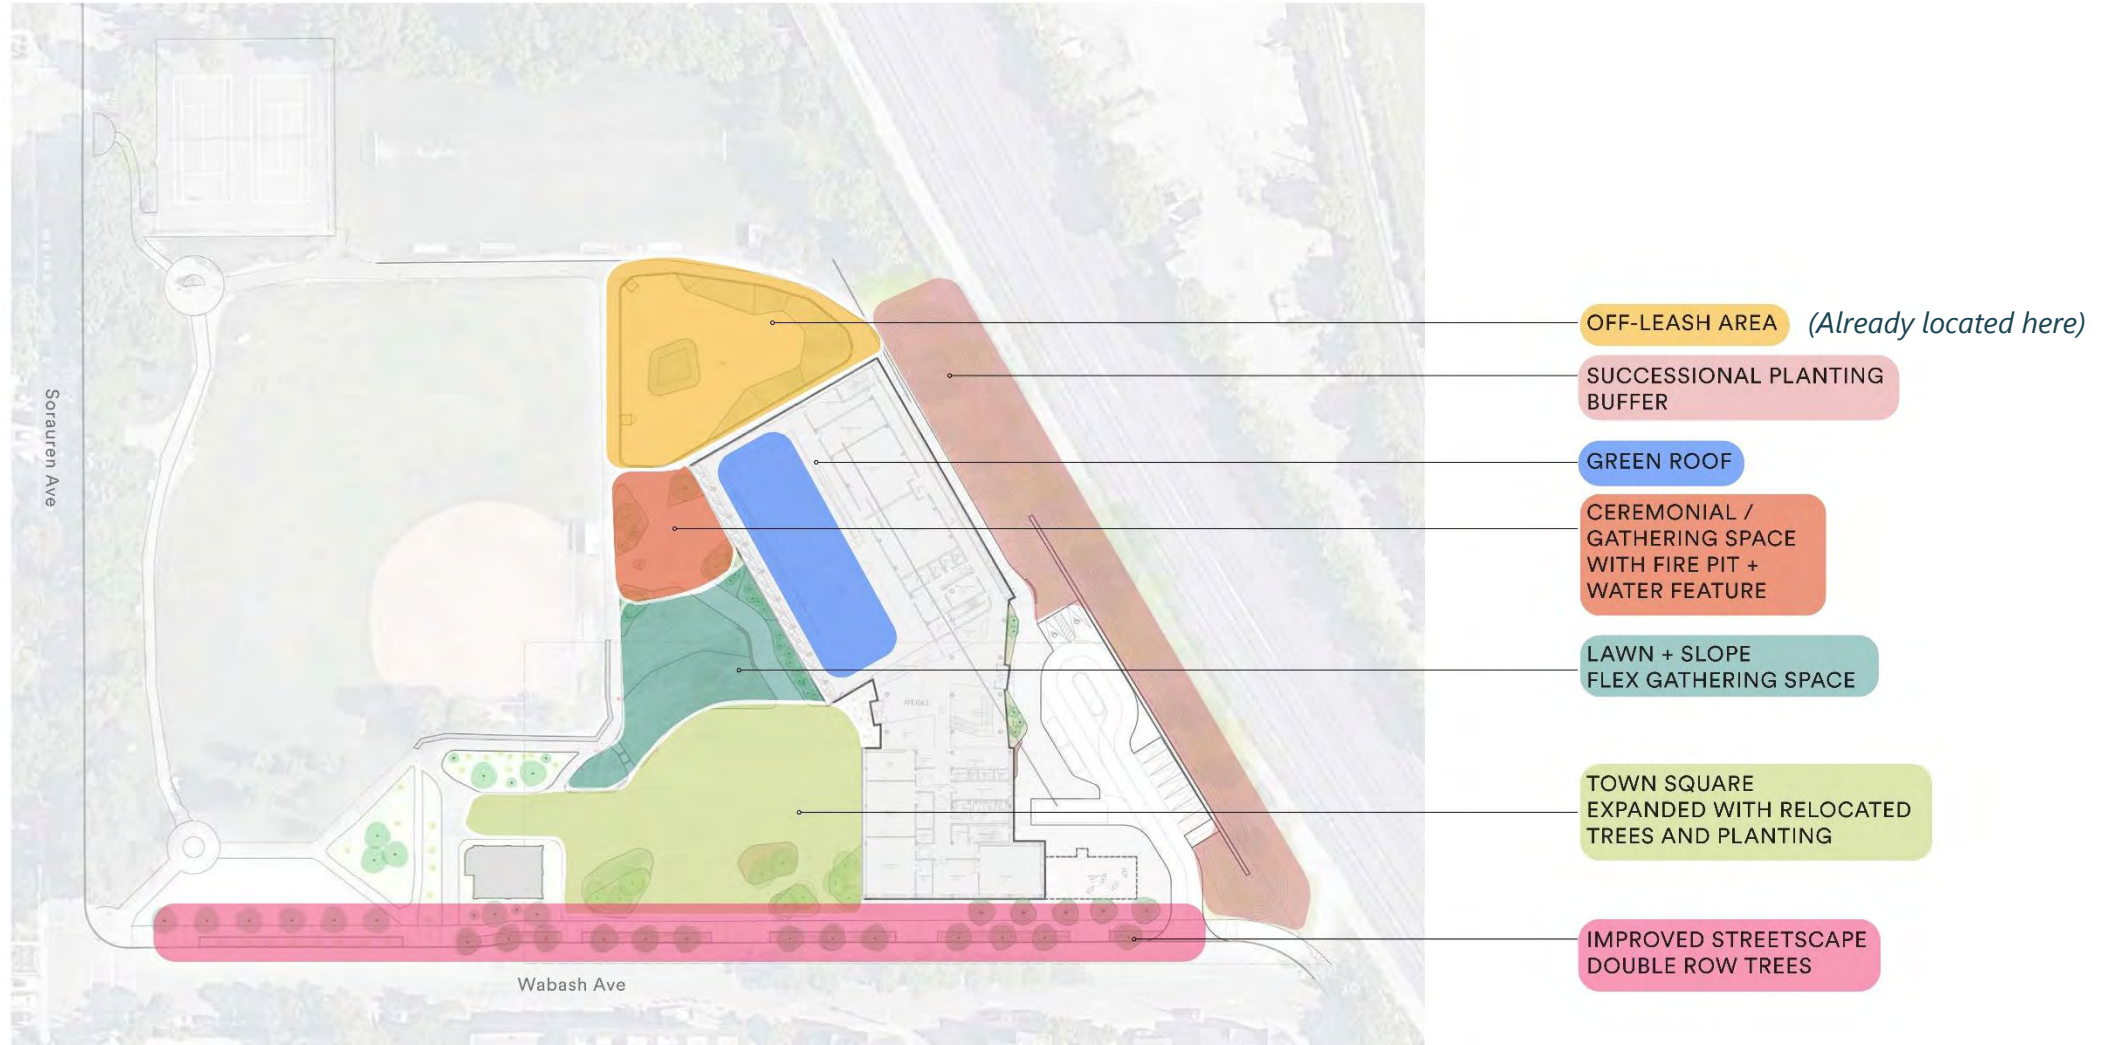 OFF-LEASH AREA (Already located here)
SUCCESSIONAL PLANTING
BUFFER
GREEN ROOF
CEREMONIAL /
GATHERING SPACE
WITH FIRE PIT +
WATER FEATURE
LAWN + SLOPE
FLEX GATHERING SPACE
TOWN SQUARE
EXPANDED WITH RELOCATED
TREES AND PLANTING
IMPROVED STREETSCAPE
DOUBLE ROW TREES
Sorauren Ave
Wabash Ave